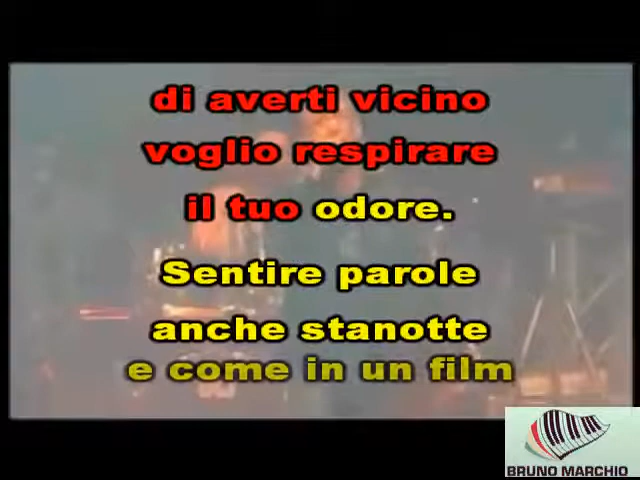 di averti vicino
voglio respirare
il tuo odore.
Sentire parole
anche stanotte
e come in un film
BRUNO MARCHIO